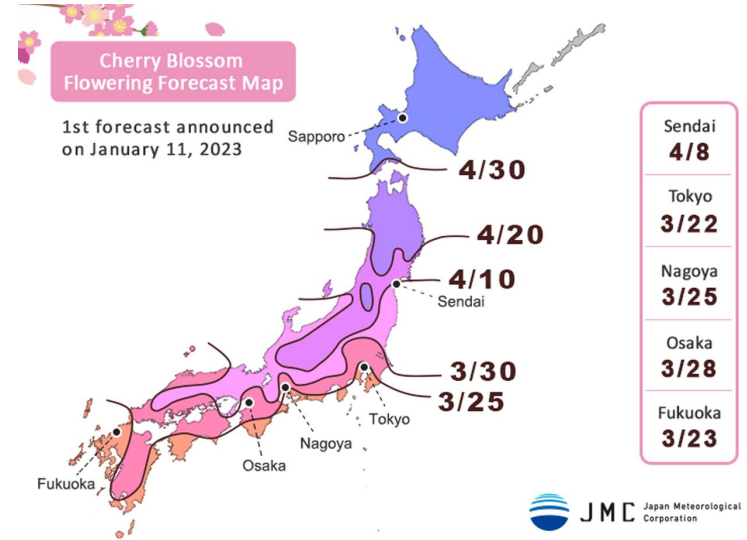 Cherry Blossom
Flowering Forecast Map
1st forecast announced
on January 11, 2023
Sapporo
4/30
4/20
4/10
Sendai
3/30
3/25
Tokyo
Nagoya
Osaka
Fukuoka
Sendai
4/8
Tokyo
3/22
Nagoya
3/25
Osaka
3/28
Fukuoka
3/23
JMC Japan Meteorological
Corporation